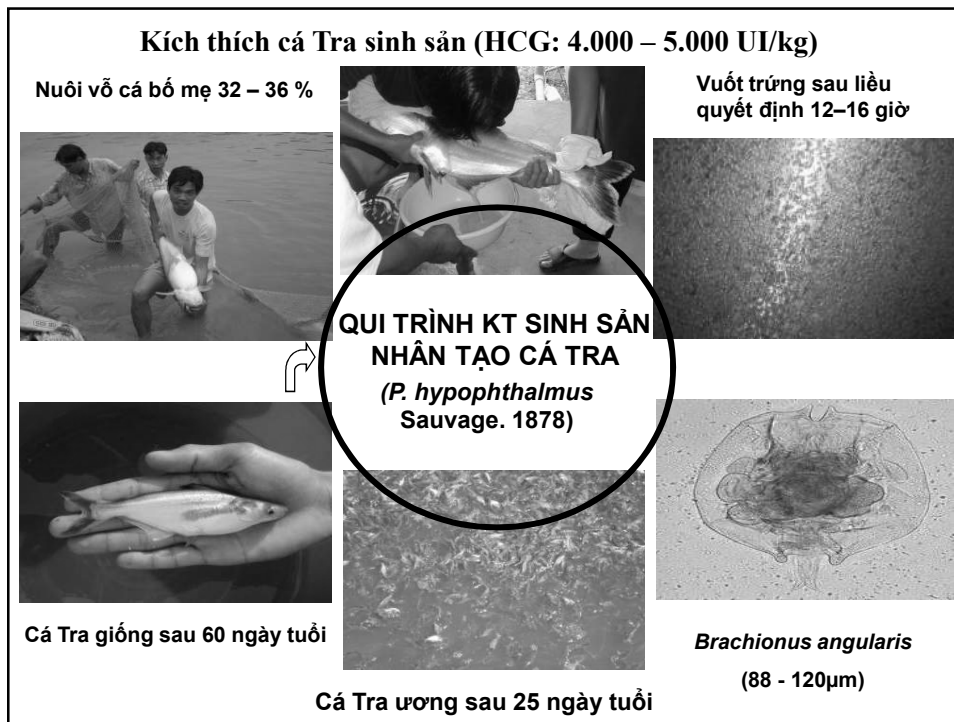 Kích thích cá Tra sinh sản (HCG: 4.000 – 5.000 UI/kg)
Nuôi vỗ cá bố mẹ 32 – 36 %
Vuốt trứng sau liều
quyết định 12–16 giờ
QUI TRÌNH KT SINH SẢN
NHÂN TẠO CÁ TRA
(P. hypophthalmus
Sauvage. 1878)
Cá Tra giống sau 60 ngày tuổi
Cá Tra ương sau 25 ngày tuổi
Brachionus angularis
(88 - 120µm)